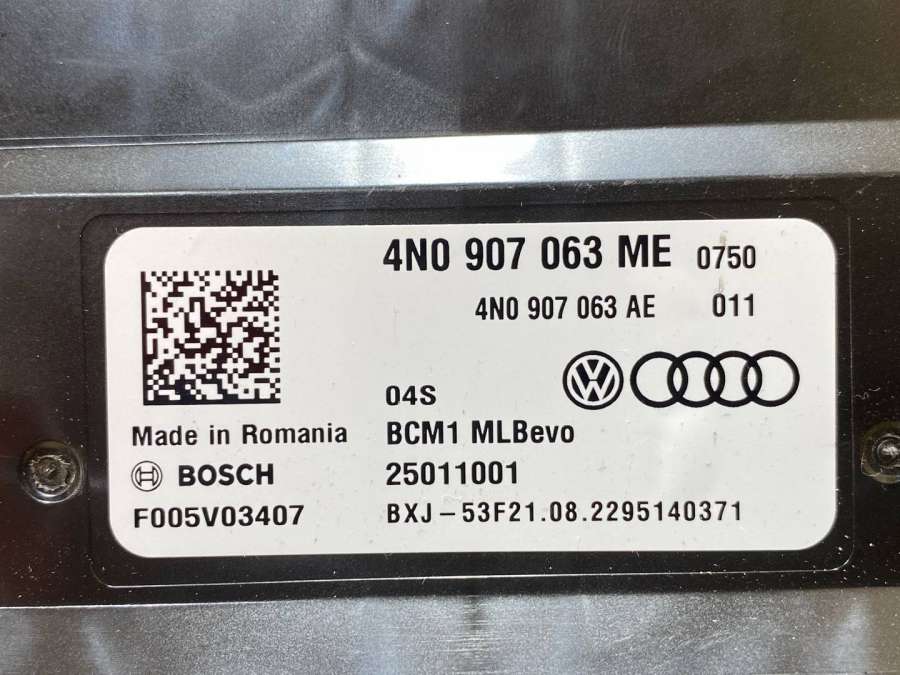 4N0 907 063 ME 0750
4N0 907 063 AE 011
04S
Made in Romania BCM1 MLBevo
BOSCH 25011001
F005V03407 BXJ-53F21.08.2295140371